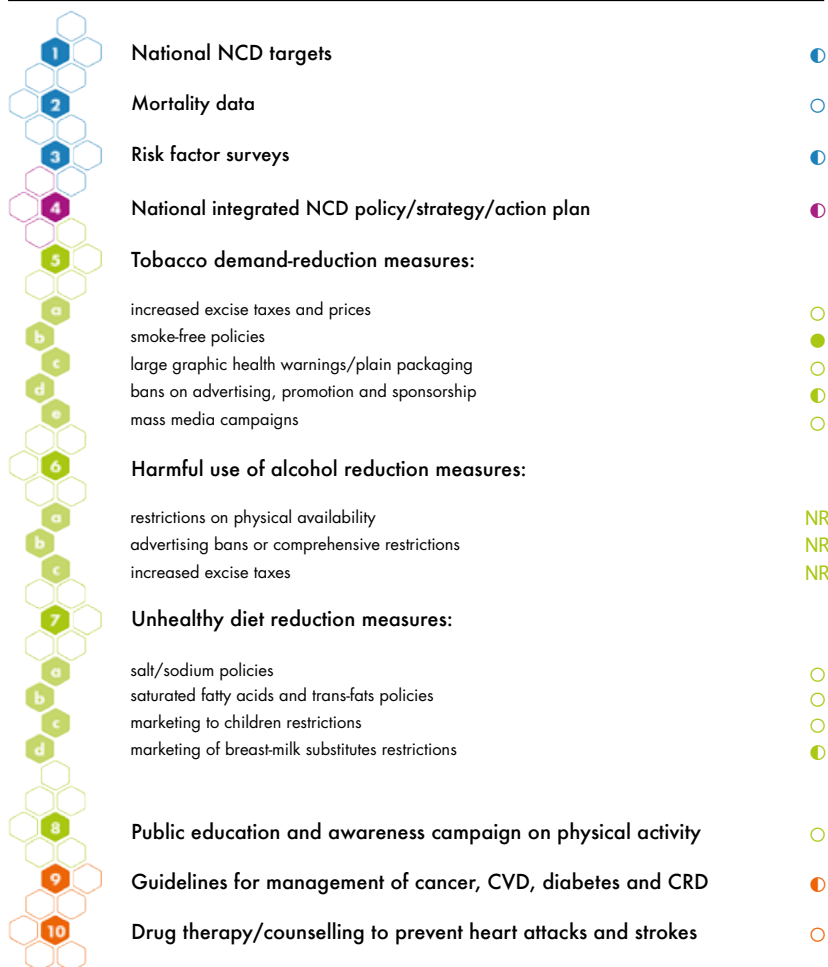 1 National NCD targets
2 Mortality data
3 Risk factor surveys
4 National integrated NCD policy/strategy/action plan
5 Tobacco demand-reduction measures:
a increased excise taxes and prices
b smoke-free policies
c large graphic health warnings/plain packaging
d bans on advertising, promotion and sponsorship
e mass media campaigns
6 Harmful use of alcohol reduction measures:
a restrictions on physical availability NR
b advertising bans or comprehensive restrictions NR
c increased excise taxes NR
7 Unhealthy diet reduction measures:
a salt/sodium policies
b saturated fatty acids and trans-fats policies
c marketing to children restrictions
d marketing of breast-milk substitutes restrictions
8 Public education and awareness campaign on physical activity
9 Guidelines for management of cancer, CVD, diabetes and CRD
10 Drug therapy/counselling to prevent heart attacks and strokes